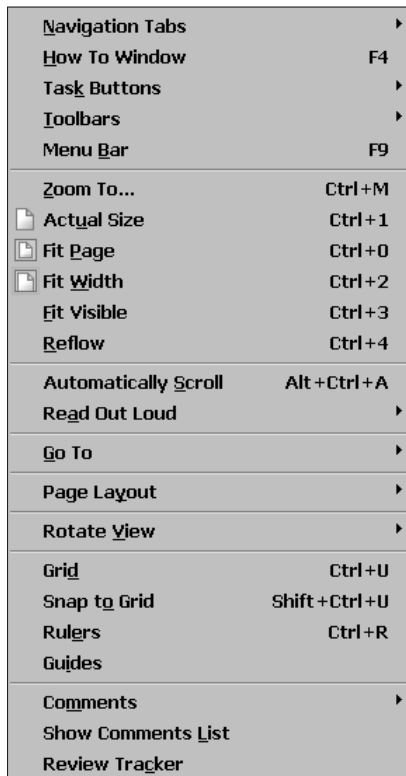 Navigation Tabs
How To Window F4
Task Buttons
Toolbars
Menu Bar F9
Zoom To... Ctrl+M
Actual Size Ctrl+1
Fit Page Ctrl+0
Fit Width Ctrl+2
Fit Visible Ctrl+3
Reflow Ctrl+4
Automatically Scroll Alt+Ctrl+A
Read Out Loud
Go To
Page Layout
Rotate View
Grid Ctrl+U
Snap to Grid Shift+Ctrl+U
Rulers Ctrl+R
Guides
Comments
Show Comments List
Review Tracker